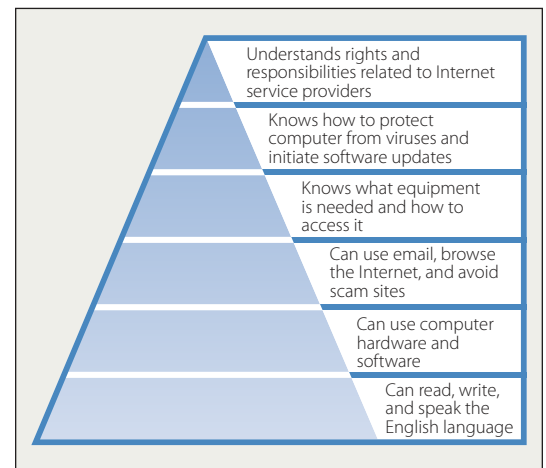 Understands rights and
responsibilities related to Internet
service providers
Knows how to protect
computer from viruses and
initiate software updates
Knows what equipment
is needed and how to
access it
Can use email, browse
the Internet, and avoid
scam sites
Can use computer
hardware and
software
Can read, write,
and speak the
English language